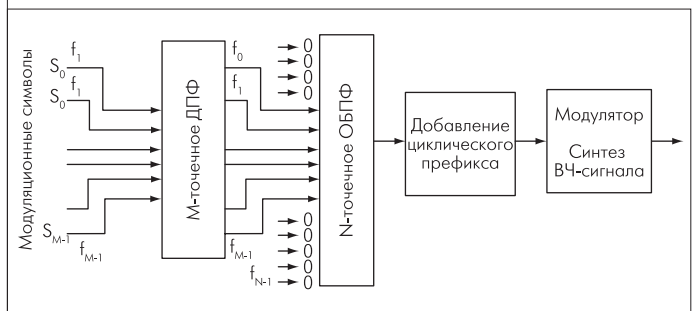 Модуляционные символы
f1
S0
f1
S0
SM-1
fM-1
М-точечное ДПФ
f0
f1
fM-1
0
0
0
0
0
0
0
0
fN-1
0
N-точечное ОБПФ
Добавление
циклического
префикса
Модулятор
Синтез
ВЧ-сигнала